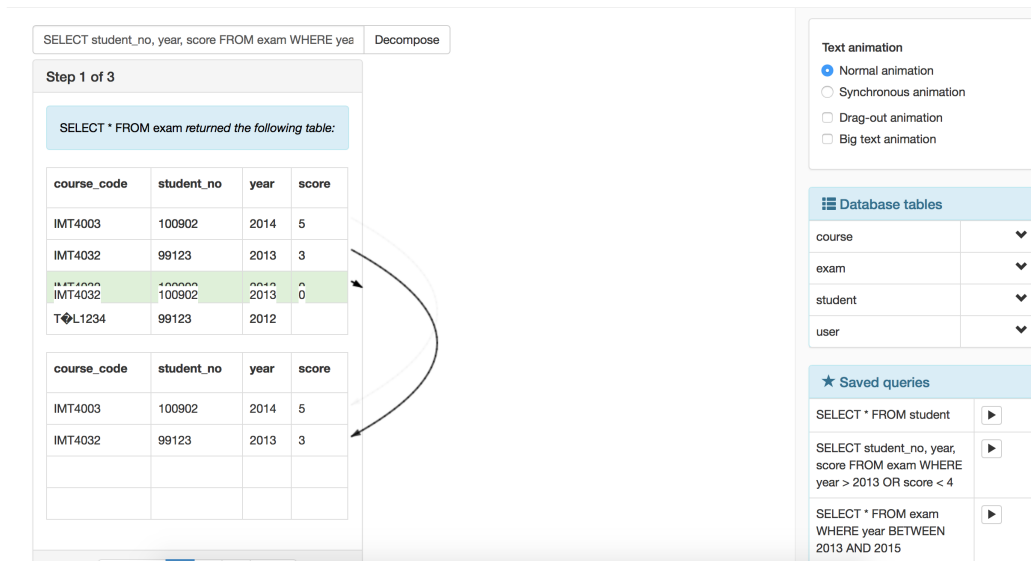 SELECT student_no, year, score FROM exam WHERE yea
Decompose
Step 1 of 3
SELECT * FROM exam returned the following table:
course_code student_no year score
IMT4003 100902 2014 5
IMT4032 99123 2013 3
IMT4032 100902 2013 0
T�L1234 99123 2012
course_code student_no year score
IMT4003 100902 2014 5
IMT4032 99123 2013 3
Text animation
Normal animation
Synchronous animation
Drag-out animation
Big text animation
Database tables
course
exam
student
user
Saved queries
SELECT * FROM student
SELECT student_no, year,
score FROM exam WHERE
year > 2013 OR score < 4
SELECT * FROM exam
WHERE year BETWEEN
2013 AND 2015